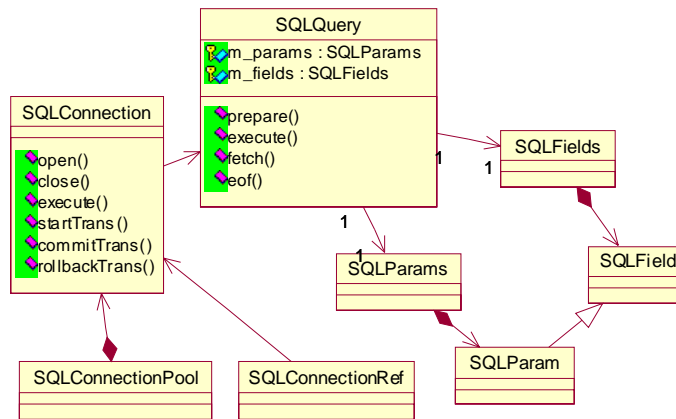 SQLQuery
m_params : SQLParams
m_fields : SQLFields
prepare()
execute()
fetch()
eof()
SQLConnection
open()
close()
execute()
startTrans()
commitTrans()
rollbackTrans()
1
1
SQLFields
1
1
SQLParams
SQLField
SQLParam
SQLConnectionPool
SQLConnectionRef